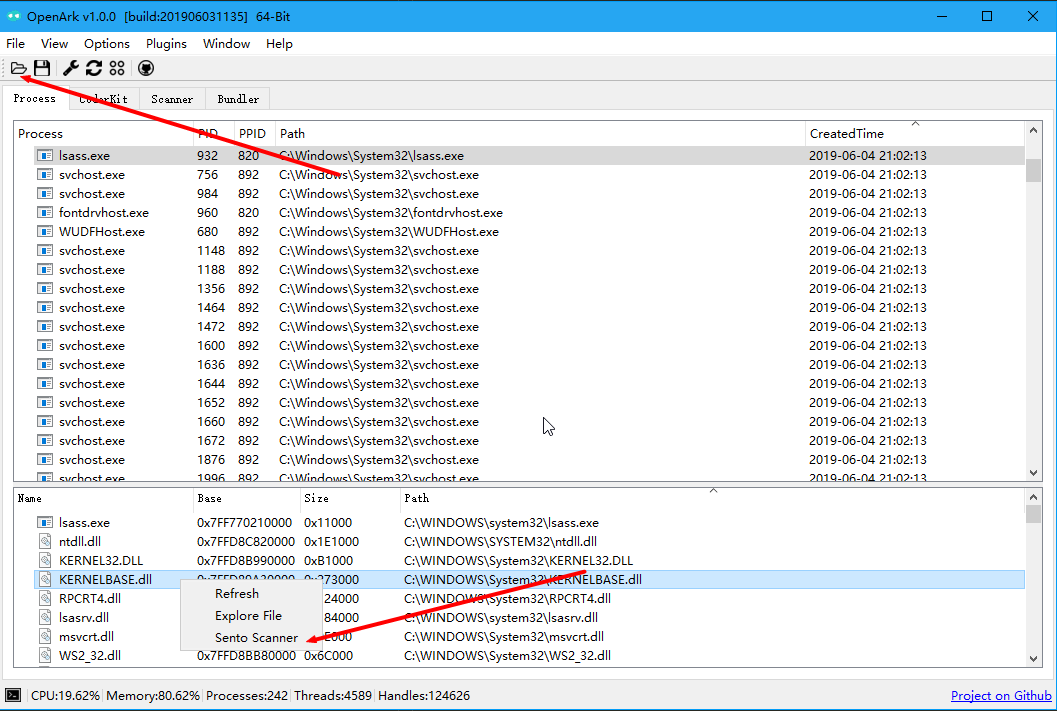 OpenArk v1.0.0 [build:201906031135] 64-Bit
File View Options Plugins Window Help
Process CoderKit Scanner Bundler
Process PID PPID Path CreatedTime
lsass.exe 932 820 C:\Windows\System32\lsass.exe 2019-06-04 21:02:13
svchost.exe 756 892 C:\Windows\System32\svchost.exe 2019-06-04 21:02:13
svchost.exe 984 892 C:\Windows\System32\svchost.exe 2019-06-04 21:02:13
fontdrvhost.exe 960 820 C:\Windows\System32\fontdrvhost.exe 2019-06-04 21:02:13
WUDFHost.exe 680 892 C:\Windows\System32\WUDFHost.exe 2019-06-04 21:02:13
svchost.exe 1148 892 C:\Windows\System32\svchost.exe 2019-06-04 21:02:13
svchost.exe 1188 892 C:\Windows\System32\svchost.exe 2019-06-04 21:02:13
svchost.exe 1356 892 C:\Windows\System32\svchost.exe 2019-06-04 21:02:13
svchost.exe 1464 892 C:\Windows\System32\svchost.exe 2019-06-04 21:02:13
svchost.exe 1472 892 C:\Windows\System32\svchost.exe 2019-06-04 21:02:13
svchost.exe 1600 892 C:\Windows\System32\svchost.exe 2019-06-04 21:02:13
svchost.exe 1636 892 C:\Windows\System32\svchost.exe 2019-06-04 21:02:13
svchost.exe 1644 892 C:\Windows\System32\svchost.exe 2019-06-04 21:02:13
svchost.exe 1652 892 C:\Windows\System32\svchost.exe 2019-06-04 21:02:13
svchost.exe 1660 892 C:\Windows\System32\svchost.exe 2019-06-04 21:02:13
svchost.exe 1672 892 C:\Windows\System32\svchost.exe 2019-06-04 21:02:13
svchost.exe 1876 892 C:\Windows\System32\svchost.exe 2019-06-04 21:02:13
svchost.exe 1996 892 C:\Windows\System32\svchost.exe 2019-06-04 21:02:13
Name Base Size Path
lsass.exe 0x7FF770210000 0x11000 C:\WINDOWS\system32\lsass.exe
ntdll.dll 0x7FFD8C820000 0x1E1000 C:\WINDOWS\SYSTEM32\ntdll.dll
KERNEL32.DLL 0x7FFD8B990000 0xB1000 C:\WINDOWS\System32\KERNEL32.DLL
KERNELBASE.dll C:\WINDOWS\System32\KERNELBASE.dll
Refresh
RPCRT4.dll C:\WINDOWS\System32\RPCRT4.dll
Explore File
lsasrv.dll C:\WINDOWS\system32\lsasrv.dll
Sento Scanner
msvcrt.dll C:\WINDOWS\System32\msvcrt.dll
WS2_32.dll 0x7FFD8BB80000 0x6C000 C:\WINDOWS\System32\WS2_32.dll
CPU:19.62% Memory:80.62% Processes:242 Threads:4589 Handles:124626 Project on Github